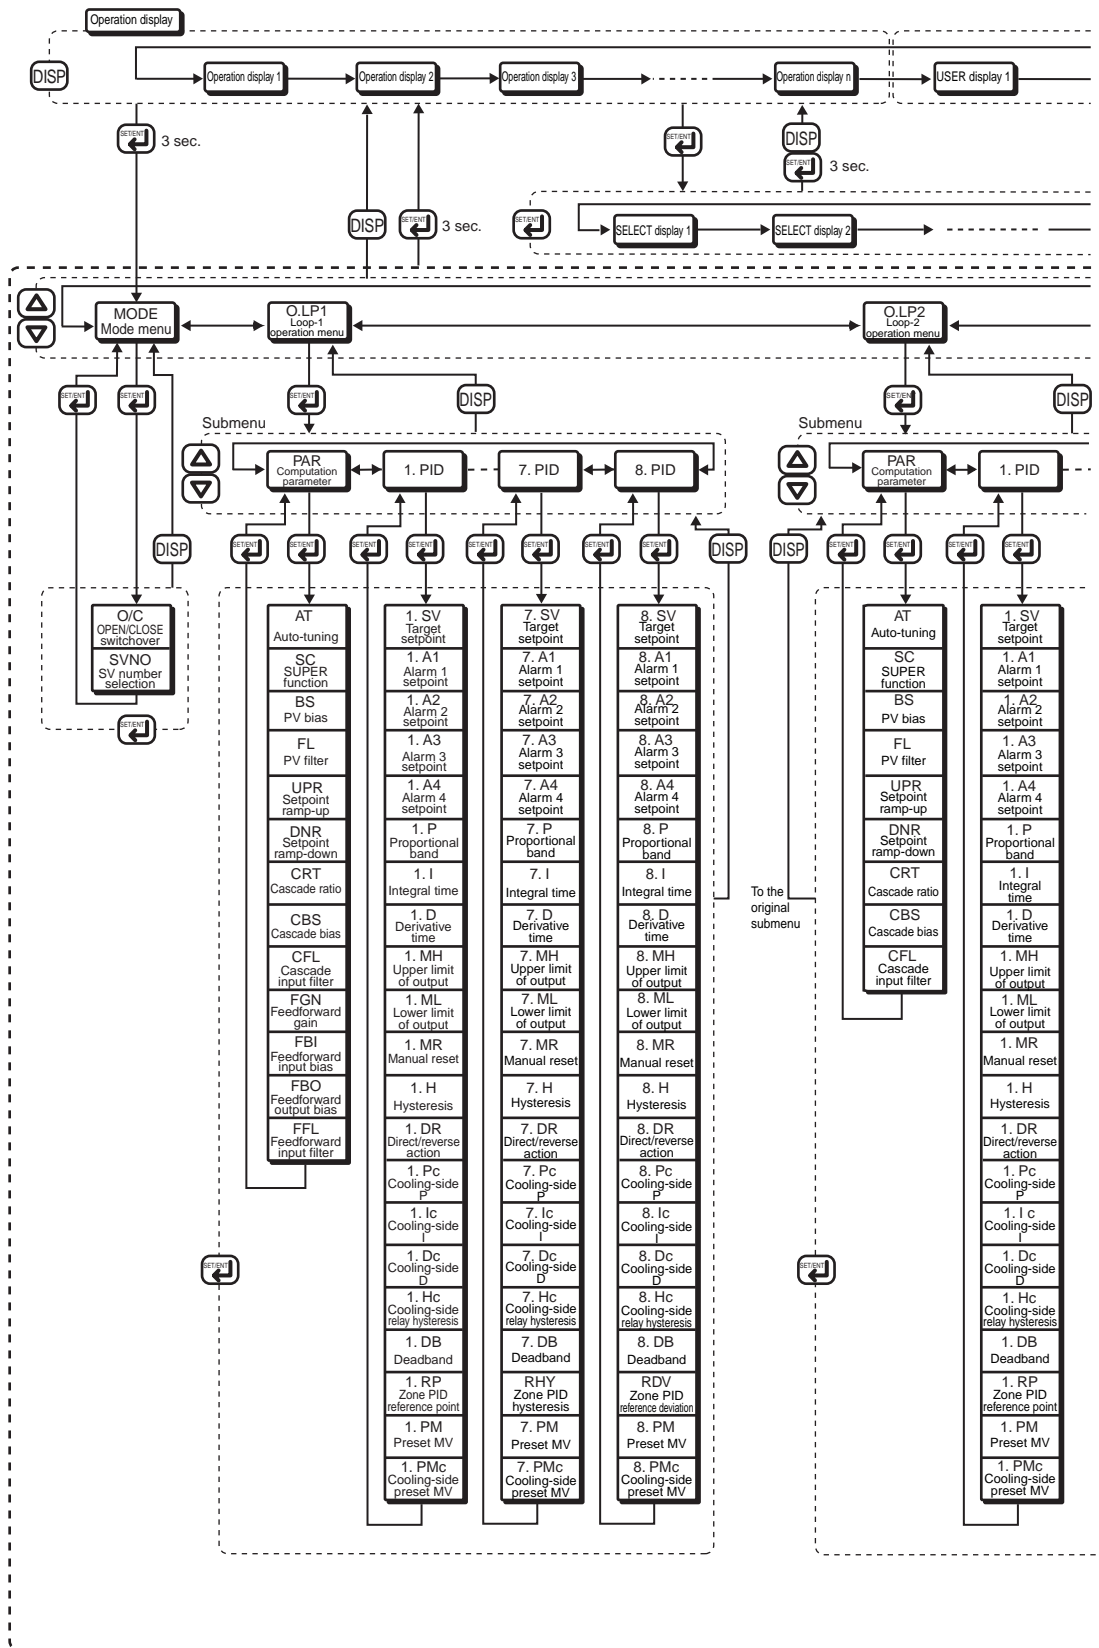 Operation display
DISP
Operation display 1
Operation display 2
Operation display 3
Operation display n
USER display 1
SET/ENT
3 sec.
SET/ENT
DISP
SET/ENT
3 sec.
DISP
SET/ENT
3 sec.
SET/ENT
SELECT display 1
SELECT display 2
MODE
Mode menu
O.LP1
Loop-1
operation menu
O.LP2
Loop-2
operation menu
SET/ENT
SET/ENT
SET/ENT
DISP
SET/ENT
DISP
Submenu
PAR
Computation
parameter
1. PID
7. PID
8. PID
Submenu
PAR
Computation
parameter
1. PID
DISP
SET/ENT
SET/ENT
SET/ENT
SET/ENT
SET/ENT
SET/ENT
SET/ENT
SET/ENT
DISP
DISP
SET/ENT
SET/ENT
SET/ENT
SET/ENT
O/C
OPEN/CLOSE
switchover
SVNO
SV number
selection
SET/ENT
AT
Auto-tuning
SC
SUPER
function
BS
PV bias
FL
PV filter
UPR
Setpoint
ramp-up
DNR
Setpoint
ramp-down
CRT
Cascade ratio
CBS
Cascade bias
CFL
Cascade
input filter
FGN
Feedforward
gain
FBI
Feedforward
input bias
FBO
Feedforward
output bias
FFL
Feedforward
input filter
SET/ENT
1. SV
Target
setpoint
1. A1
Alarm 1
setpoint
1. A2
Alarm 2
setpoint
1. A3
Alarm 3
setpoint
1. A4
Alarm 4
setpoint
1. P
Proportional
band
1. I
Integral time
1. D
Derivative
time
1. MH
Upper limit
of output
1. ML
Lower limit
of output
1. MR
Manual reset
1. H
Hysteresis
1. DR
Direct/reverse
action
1. Pc
Cooling-side
P
1. Ic
Cooling-side
I
1. Dc
Cooling-side
D
1. Hc
Cooling-side
relay hysteresis
1. DB
Deadband
1. RP
Zone PID
reference point
1. PM
Preset MV
1. PMc
Cooling-side
preset MV
7. SV
Target
setpoint
7. A1
Alarm 1
setpoint
7. A2
Alarm 2
setpoint
7. A3
Alarm 3
setpoint
7. A4
Alarm 4
setpoint
7. P
Proportional
band
7. I
Integral time
7. D
Derivative
time
7. MH
Upper limit
of output
7. ML
Lower limit
of output
7. MR
Manual reset
7. H
Hysteresis
7. DR
Direct/reverse
action
7. Pc
Cooling-side
P
7. Ic
Cooling-side
I
7. Dc
Cooling-side
D
7. Hc
Cooling-side
relay hysteresis
7. DB
Deadband
RHY
Zone PID
hysteresis
7. PM
Preset MV
7. PMc
Cooling-side
preset MV
8. SV
Target
setpoint
8. A1
Alarm 1
setpoint
8. A2
Alarm 2
setpoint
8. A3
Alarm 3
setpoint
8. A4
Alarm 4
setpoint
8. P
Proportional
band
8. I
Integral time
8. D
Derivative
time
8. MH
Upper limit
of output
8. ML
Lower limit
of output
8. MR
Manual reset
8. H
Hysteresis
8. DR
Direct/reverse
action
8. Pc
Cooling-side
P
8. Ic
Cooling-side
I
8. Dc
Cooling-side
D
8. Hc
Cooling-side
relay hysteresis
8. DB
Deadband
RDV
Zone PID
reference deviation
8. PM
Preset MV
8. PMc
Cooling-side
preset MV
To the
original
submenu
AT
Auto-tuning
SC
SUPER
function
BS
PV bias
FL
PV filter
UPR
Setpoint
ramp-up
DNR
Setpoint
ramp-down
CRT
Cascade ratio
CBS
Cascade bias
CFL
Cascade
input filter
SET/ENT
1. SV
Target
setpoint
1. A1
Alarm 1
setpoint
1. A2
Alarm 2
setpoint
1. A3
Alarm 3
setpoint
1. A4
Alarm 4
setpoint
1. P
Proportional
band
1. I
Integral
time
1. D
Derivative
time
1. MH
Upper limit
of output
1. ML
Lower limit
of output
1. MR
Manual reset
1. H
Hysteresis
1. DR
Direct/reverse
action
1. Pc
Cooling-side
P
1. I c
Cooling-side
I
1. Dc
Cooling-side
D
1. Hc
Cooling-side
relay hysteresis
1. DB
Deadband
1. RP
Zone PID
reference point
1. PM
Preset MV
1. PMc
Cooling-side
preset MV